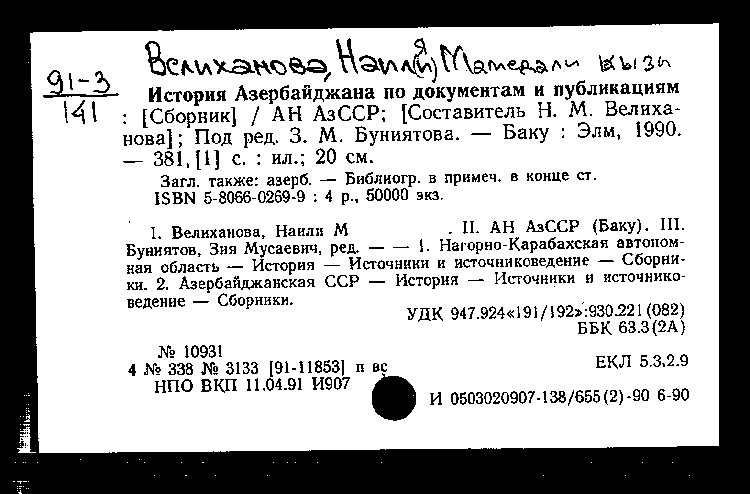 Велиханова, Наиля(и) Мамедали кызы
91-3
141
История Азербайджана по документам и публикациям
: [Сборник] / АН АзССР; [Составитель Н. М. Велиха-
нова]; Под ред. З. М. Буниятова. — Баку : Элм, 1990.
— 381, [1] с. : ил.; 20 см.
Загл. также: азерб. — Библиогр. в примеч. в конце ст.
ISBN 5-8066-0269-9 : 4 р., 50000 экз.
I. Велиханова, Наили М . II. АН АзССР (Баку). III.
Буниятов, Зия Мусаевич, ред. — — 1. Нагорно-Карабахская автоном-
ная область — История — Источники и источниковедение — Сборни-
ки. 2. Азербайджанская ССР — История — Источники и источнико-
ведение — Сборники.
УДК 947.924«191/192»:930.221(082)
ББК 63.3(2А)
№ 10931
4 № 338 № 3133 [91-11853] п вс
ЕКЛ 5.3.2.9
НПО ВКП 11.04.91 И907
И 0503020907-138/655(2)-90 6-90